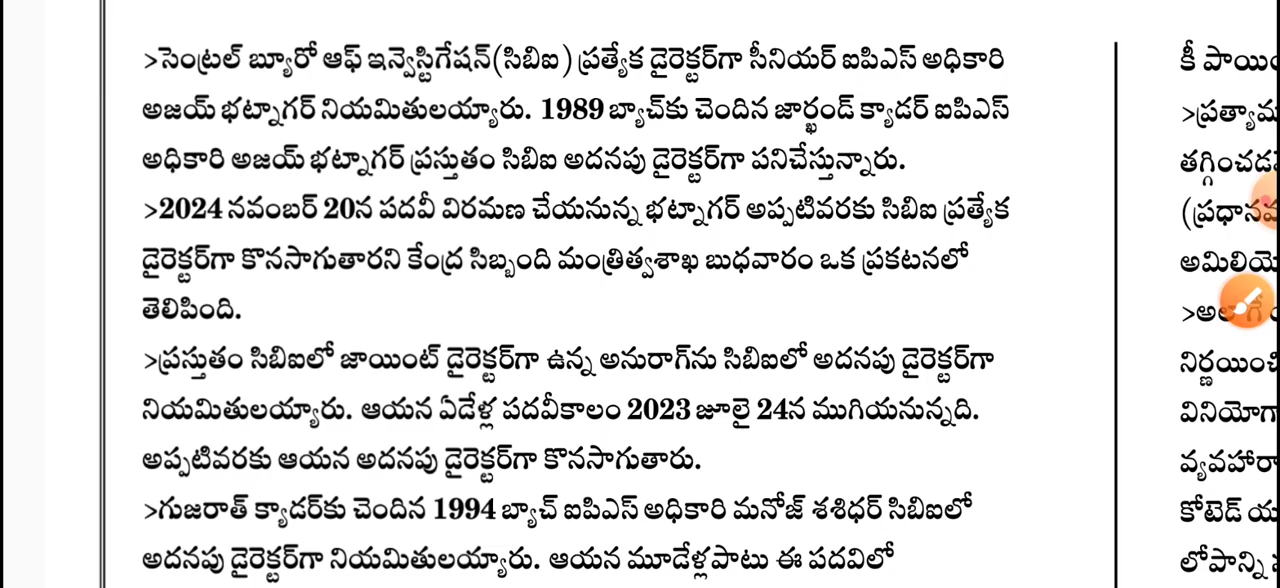 >సెంట్రల్ బ్యూరో ఆఫ్ ఇన్వెస్టిగేషన్(సిబిఐ) ప్రత్యేక డైరెక్టర్‌గా సీనియర్ ఐపిఎస్ అధికారి
అజయ్ భట్నాగర్ నియమితులయ్యారు. 1989 బ్యాచ్‌కు చెందిన జార్ఖండ్ క్యాడర్ ఐపిఎస్
అధికారి అజయ్ భట్నాగర్ ప్రస్తుతం సిబిఐ అదనపు డైరెక్టర్‌గా పనిచేస్తున్నారు.
>2024 నవంబర్ 20న పదవీ విరమణ చేయనున్న భట్నాగర్ అప్పటివరకు సిబిఐ ప్రత్యేక
డైరెక్టర్‌గా కొనసాగుతారని కేంద్ర సిబ్బంది మంత్రిత్వశాఖ బుధవారం ఒక ప్రకటనలో
తెలిపింది.
>ప్రస్తుతం సిబిఐలో జాయింట్ డైరెక్టర్‌గా ఉన్న అనురాగ్‌ను సిబిఐలో అదనపు డైరెక్టర్‌గా
నియమితులయ్యారు. ఆయన ఏడేళ్ల పదవీకాలం 2023 జూలై 24న ముగియనున్నది.
అప్పటివరకు ఆయన అదనపు డైరెక్టర్‌గా కొనసాగుతారు.
>గుజరాత్ క్యాడర్‌కు చెందిన 1994 బ్యాచ్ ఐపిఎస్ అధికారి మనోజ్ శశిధర్ సిబిఐలో
అదనపు డైరెక్టర్‌గా నియమితులయ్యారు. ఆయన మూడేళ్లపాటు ఈ పదవిలో
కీ
>ప్రత్యామ
తగ్గించడ
(ప్రధానవ
అమిలియె
నిర్ణయించి
వినియోగ
వ్యవహారా
కోటెడ్ య
లోపాన్ని